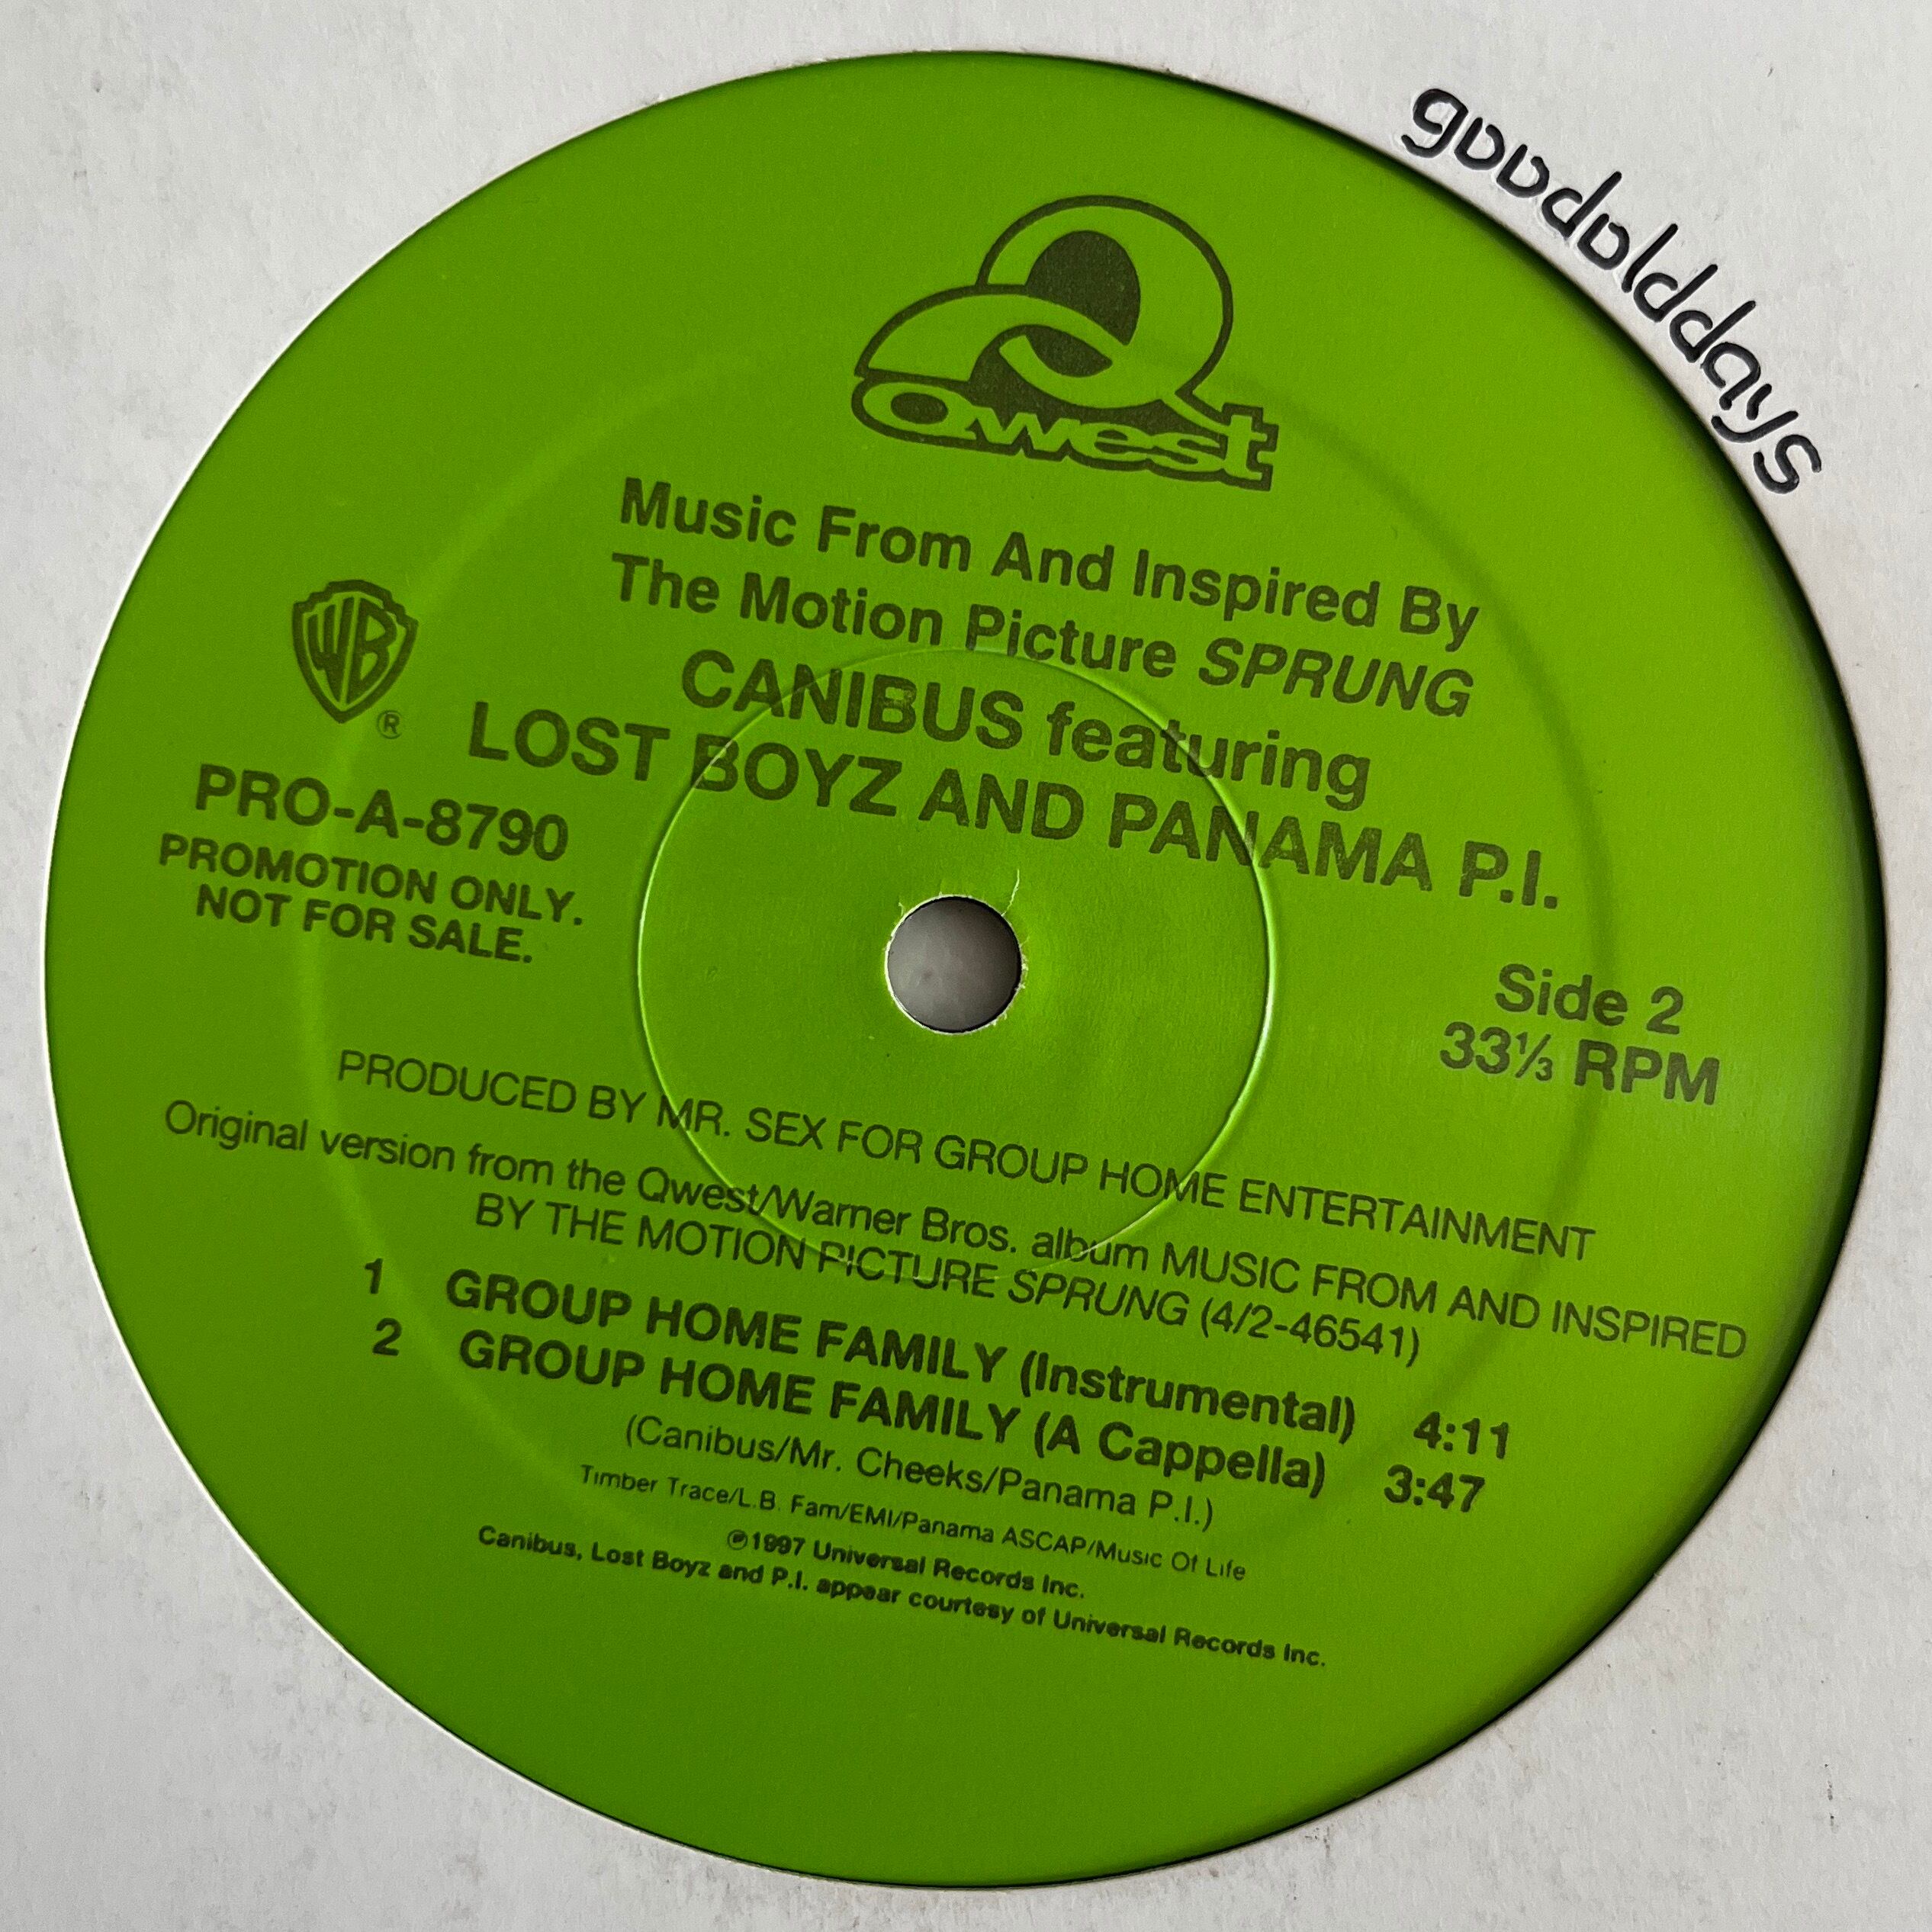 goodolddays
Qwest
Music From And Inspired By
The Motion Picture SPRUNG
CANIBUS featuring
LOST BOYZ AND PANAMA P.I.
WB
®
PRO-A-8790
PROMOTION ONLY.
NOT FOR SALE.
Side 2
33⅓ RPM
PRODUCED BY MR. SEX FOR GROUP HOME ENTERTAINMENT
Original version from the Qwest/Warner Bros. album MUSIC FROM AND INSPIRED
BY THE MOTION PICTURE SPRUNG (4/2-46541)
1 GROUP HOME FAMILY (Instrumental) 4:11
2 GROUP HOME FAMILY (A Cappella) 3:47
(Canibus/Mr. Cheeks/Panama P.I.)
Timber Trace/L.B. Fam/EMI/Panama ASCAP/Music Of Life
℗1997 Universal Records Inc.
Canibus, Lost Boyz and P.I. appear courtesy of Universal Records Inc.